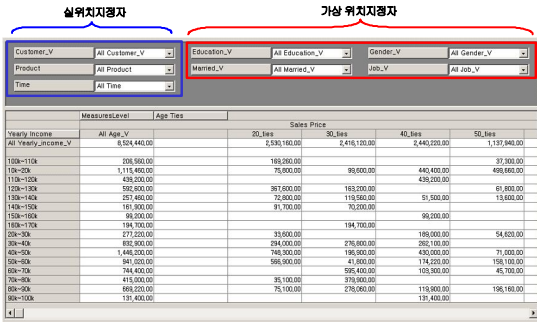 실위치지정자 가상 위치지정자
Customer_V All Customer_V Education_V All Education_V Gender_V All Gender_V
Product All Product Married_V All Married_V Job_V All Job_V
Time All Time
MeasuresLevel Age Ties
Sales Price
Yearly Income All Age_V 20_ties 30_ties 40_ties 50_ties
All Yearly_income_V 8,524,440,00 2,530,160,00 2,416,120,00 2,440,220,00 1,137,940,00
100k~110k 206,560,00 169,260,00 37,300,00
10k~20k 1,115,460,00 75,800,00 99,600,00 440,400,00 499,660,00
110k~120k 439,200,00 439,200,00
120k~130k 592,600,00 367,600,00 163,200,00 61,800,00
130k~140k 257,460,00 72,800,00 119,560,00 51,500,00 13,600,00
140k~150k 161,900,00 91,700,00 70,200,00
150k~160k 99,200,00 99,200,00
160k~170k 194,700,00 194,700,00
20k~30k 277,220,00 33,600,00 189,000,00 54,620,00
30k~40k 832,900,00 294,000,00 276,800,00 262,100,00
40k~50k 1,446,200,00 748,300,00 196,900,00 430,000,00 71,000,00
50k~60k 941,020,00 566,900,00 41,800,00 174,220,00 158,100,00
60k~70k 744,400,00 595,400,00 103,300,00 45,700,00
70k~80k 415,000,00 35,100,00 379,900,00
80k~90k 669,220,00 75,100,00 278,060,00 119,900,00 196,160,00
90k~100k 131,400,00 131,400,00